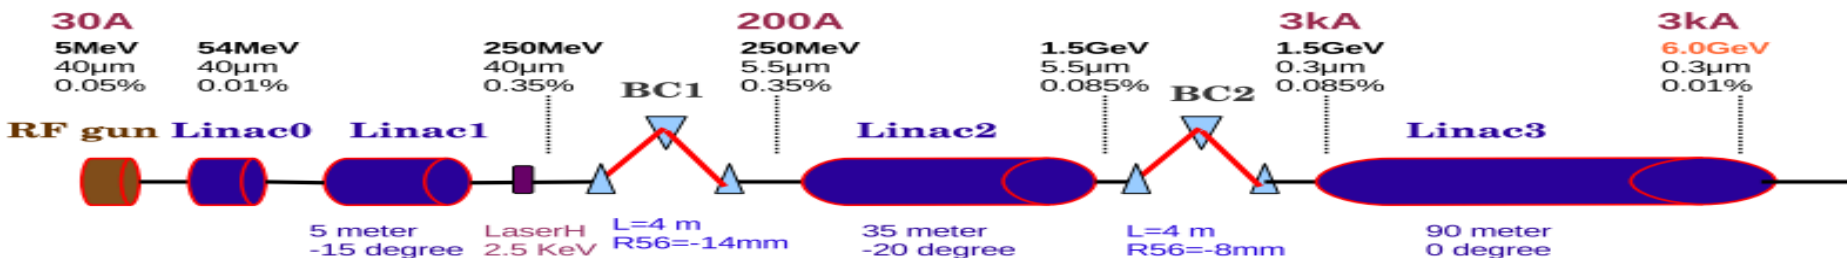 30A
200A
3kA
3kA
5MeV
40µm
0.05%
54MeV
40µm
0.01%
250MeV
40µm
0.35%
BC1
250MeV
5.5µm
0.35%
1.5GeV
5.5µm
0.085%
BC2
1.5GeV
0.3µm
0.085%
6.0GeV
0.3µm
0.01%
RF gun
Linac0
Linac1
Linac2
Linac3
5 meter
-15 degree
LaserH
2.5 KeV
L=4 m
R56=-14mm
35 meter
-20 degree
L=4 m
R56=-8mm
90 meter
0 degree